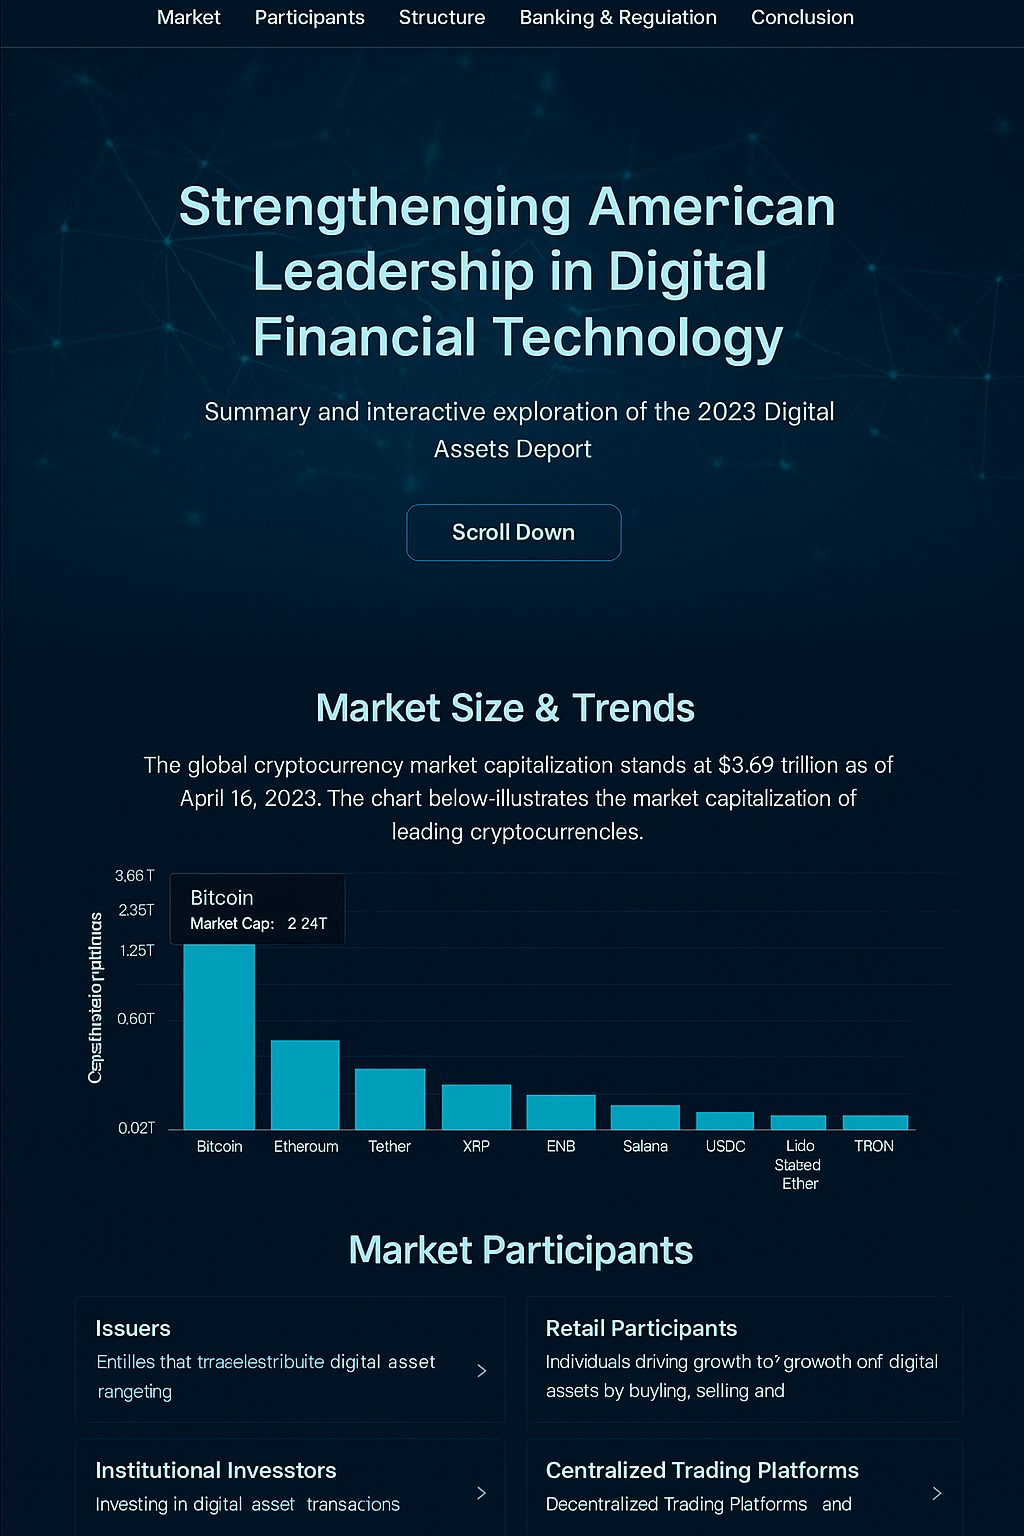 Market Participants Structure Banking & Reguiation Conclusion
Strengthenging American
Leadership in Digital
Financial Technology
Summary and interactive exploration of the 2023 Digital
Assets Deport
Scroll Down
Market Size & Trends
The global cryptocurrency market capitalization stands at $3.69 trillion as of
April 16, 2023. The chart below-illustrates the market capitalization of
leading cryptocurrencles.
3,66 T
2.35T
1.25T
0,60T
0.02T
Bitcoin
Market Cap: 2 24T
Bitcoin
Etheroum
Tether
XRP
ENB
Salana
USDC
Lido
Stabed
Ether
TRON
Market Participants
Issuers
Entilles that trraelestribuite digital asset
rangeting
Retail Participants
Individuals driving growth to' growoth onf digital
assets by buyling, selling and
Institutional Invesstors
Investing in digital asset transacions
Centralized Trading Platforms
Decentralized Trading Platforms and